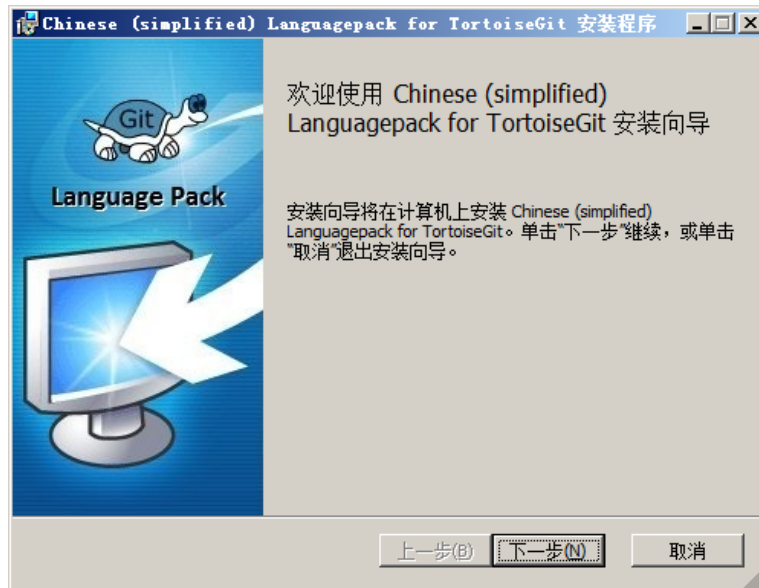 Chinese (simplified) Languagepack for TortoiseGit 安装程序
Git
Language Pack
欢迎使用 Chinese (simplified)
Languagepack for TortoiseGit 安装向导
安装向导将在计算机上安装 Chinese (simplified)
Languagepack for TortoiseGit。单击“下一步”继续，或单击
“取消”退出安装向导。
上一步(B)
下一步(N)
取消